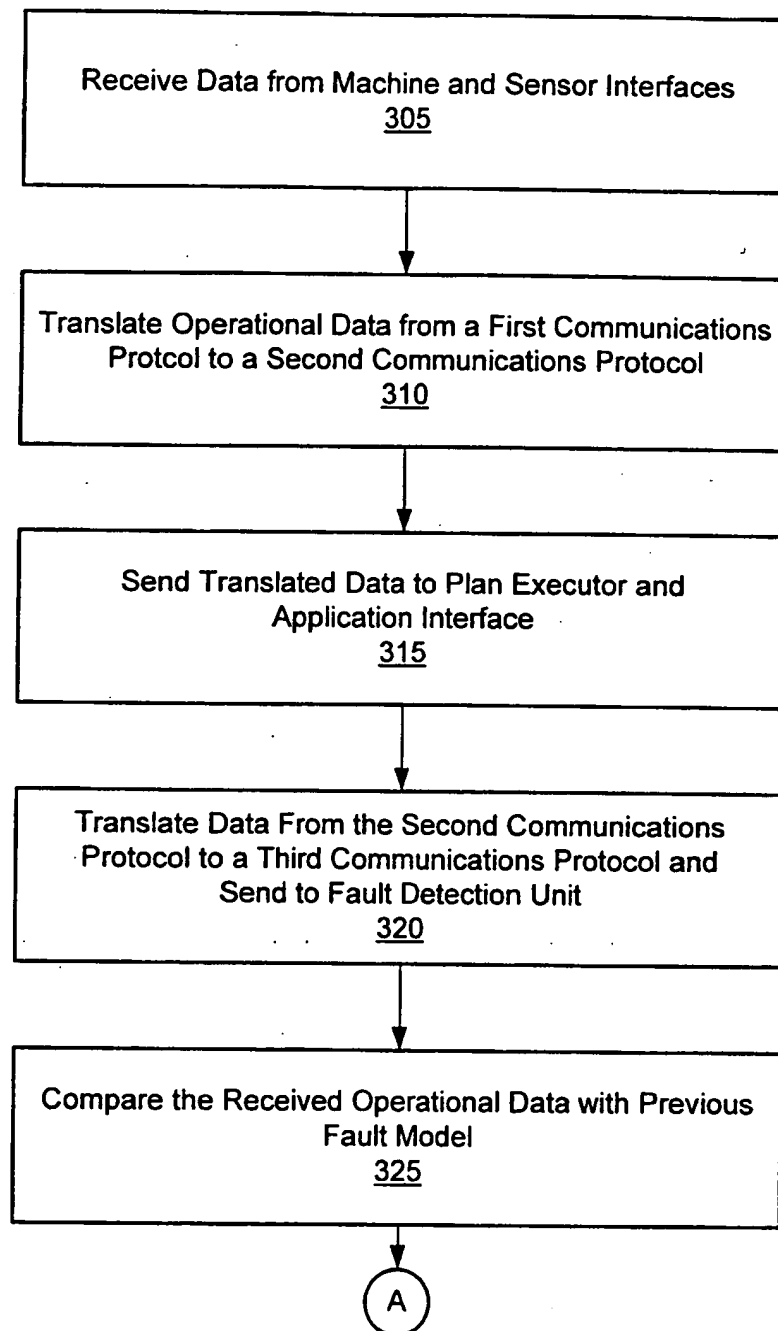 Receive Data from Machine and Sensor Interfaces
305
Translate Operational Data from a First Communications
Protcol to a Second Communications Protocol
310
Send Translated Data to Plan Executor and
Application Interface
315
Translate Data From the Second Communications
Protocol to a Third Communications Protocol and
Send to Fault Detection Unit
320
Compare the Received Operational Data with Previous
Fault Model
325
A